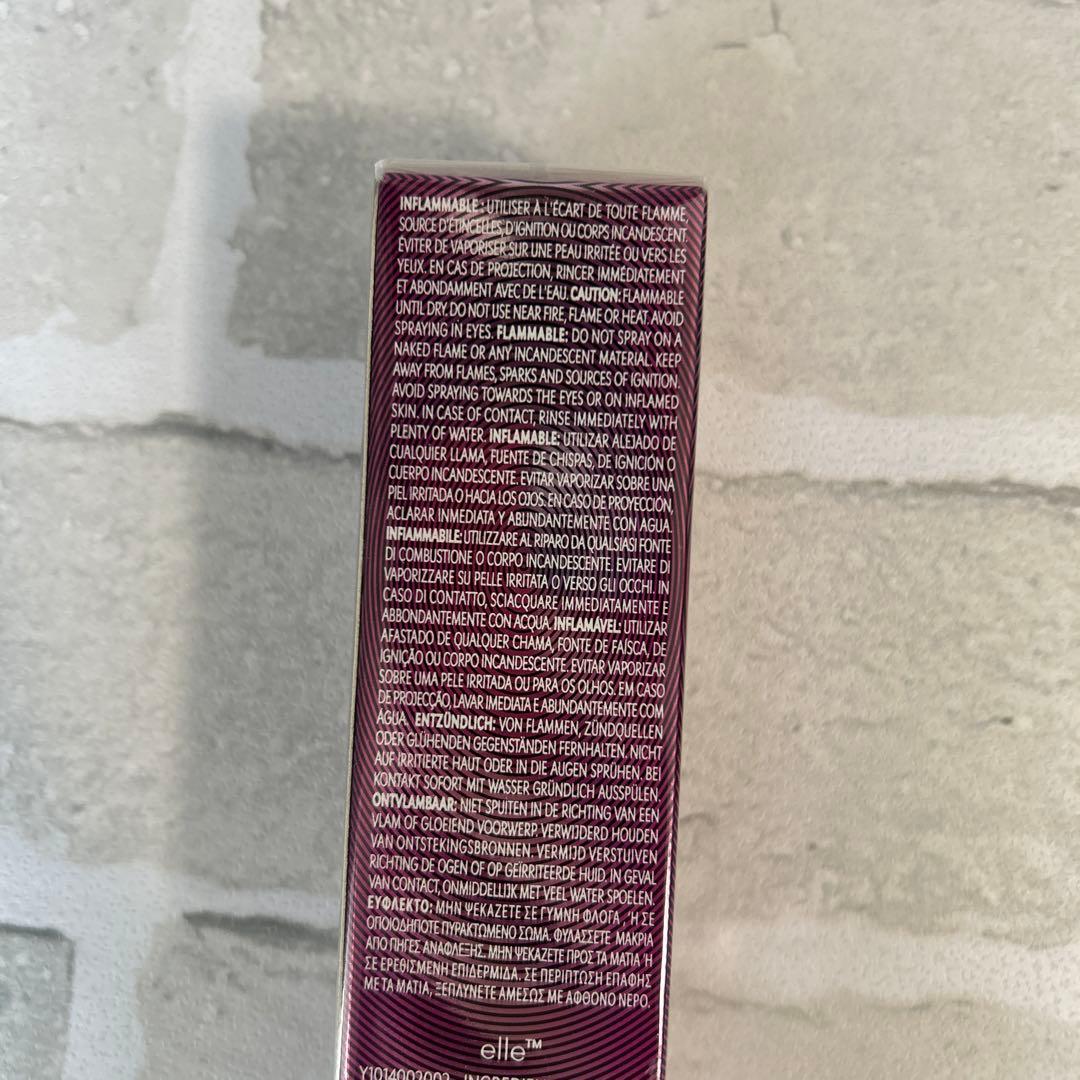 INFLAMMABLE : UTILISER À L'ÉCART DE TOUTE FLAMME,
SOURCE D'ÉTINCELLES, D'IGNITION OU CORPS INCANDESCENT.
ÉVITER DE VAPORISER SUR UNE PEAU IRRITÉE OU VERS LES
YEUX. EN CAS DE PROJECTION, RINCER IMMÉDIATEMENT
ET ABONDAMMENT AVEC DE L'EAU. CAUTION: FLAMMABLE
UNTIL DRY. DO NOT USE NEAR FIRE, FLAME OR HEAT. AVOID
SPRAYING IN EYES. FLAMMABLE: DO NOT SPRAY ON A
NAKED FLAME OR ANY INCANDESCENT MATERIAL. KEEP
AWAY FROM FLAMES, SPARKS AND SOURCES OF IGNITION.
AVOID SPRAYING TOWARDS THE EYES OR ON INFLAMED
SKIN. IN CASE OF CONTACT, RINSE IMMEDIATELY WITH
PLENTY OF WATER. INFLAMABLE: UTILIZAR ALEJADO DE
CUALQUIER LLAMA, FUENTE DE CHISPAS, DE IGNICIÓN O
CUERPO INCANDESCENTE. EVITAR VAPORIZAR SOBRE UNA
PIEL IRRITADA O HACIA LOS OJOS. EN CASO DE PROYECCIÓN,
ACLARAR INMEDIATA Y ABUNDANTEMENTE CON AGUA.
INFIAMMABILE: UTILIZZARE AL RIPARO DA QUALSIASI FONTE
DI COMBUSTIONE O CORPO INCANDESCENTE. EVITARE DI
VAPORIZZARE SU PELLE IRRITATA O VERSO GLI OCCHI. IN
CASO DI CONTATTO, SCIACQUARE IMMEDIATAMENTE E
ABBONDANTEMENTE CON ACQUA. INFLAMÁVEL: UTILIZAR
AFASTADO DE QUALQUER CHAMA, FONTE DE FAÍSCA, DE
IGNIÇÃO OU CORPO INCANDESCENTE. EVITAR VAPORIZAR
SOBRE UMA PELE IRRITADA OU PARA OS OLHOS. EM CASO
DE PROJECÇÃO, LAVAR IMEDIATA E ABUNDANTEMENTE COM
ÁGUA. ENTZÜNDLICH: VON FLAMMEN, ZÜNDQUELLEN
ODER GLÜHENDEN GEGENSTÄNDEN FERNHALTEN. NICHT
AUF IRRITIERTE HAUT ODER IN DIE AUGEN SPRÜHEN. BEI
KONTAKT SOFORT MIT WASSER GRÜNDLICH AUSSPÜLEN.
ONTVLAMBAAR: NIET SPUITEN IN DE RICHTING VAN EEN
VLAM OF GLOEIEND VOORWERP. VERWIJDERD HOUDEN
VAN ONTSTEKINGSBRONNEN. VERMIJD VERSTUIVEN
RICHTING DE OGEN OF OP GEÏRRITEERDE HUID. IN GEVAL
VAN CONTACT, ONMIDDELLIJK MET VEEL WATER SPOELEN.
ΕΥΦΛΕΚΤΟ: ΜΗΝ ΨΕΚΑΖΕΤΕ ΣΕ ΓΥΜΝΗ ΦΛΟΓΑ Ή ΣΕ
ΟΠΟΙΟΔΗΠΟΤΕ ΠΥΡΑΚΤΩΜΕΝΟ ΣΩΜΑ. ΦΥΛΑΣΣΕΤΕ ΜΑΚΡΙΑ
ΑΠΟ ΠΗΓΕΣ ΑΝΑΦΛΕΞΗΣ. ΜΗΝ ΨΕΚΑΖΕΤΕ ΠΡΟΣ ΤΑ ΜΑΤΙΑ Ή
ΣΕ ΕΡΕΘΙΣΜΕΝΗ ΕΠΙΔΕΡΜΙΔΑ. ΣΕ ΠΕΡΙΠΤΩΣΗ ΕΠΑΦΗΣ
ΜΕ ΤΑ ΜΑΤΙΑ, ΞΕΠΛΥΝΕΤΕ ΑΜΕΣΩΣ ΜΕ ΑΦΘΟΝΟ ΝΕΡΟ.
elle™
Y1014002002